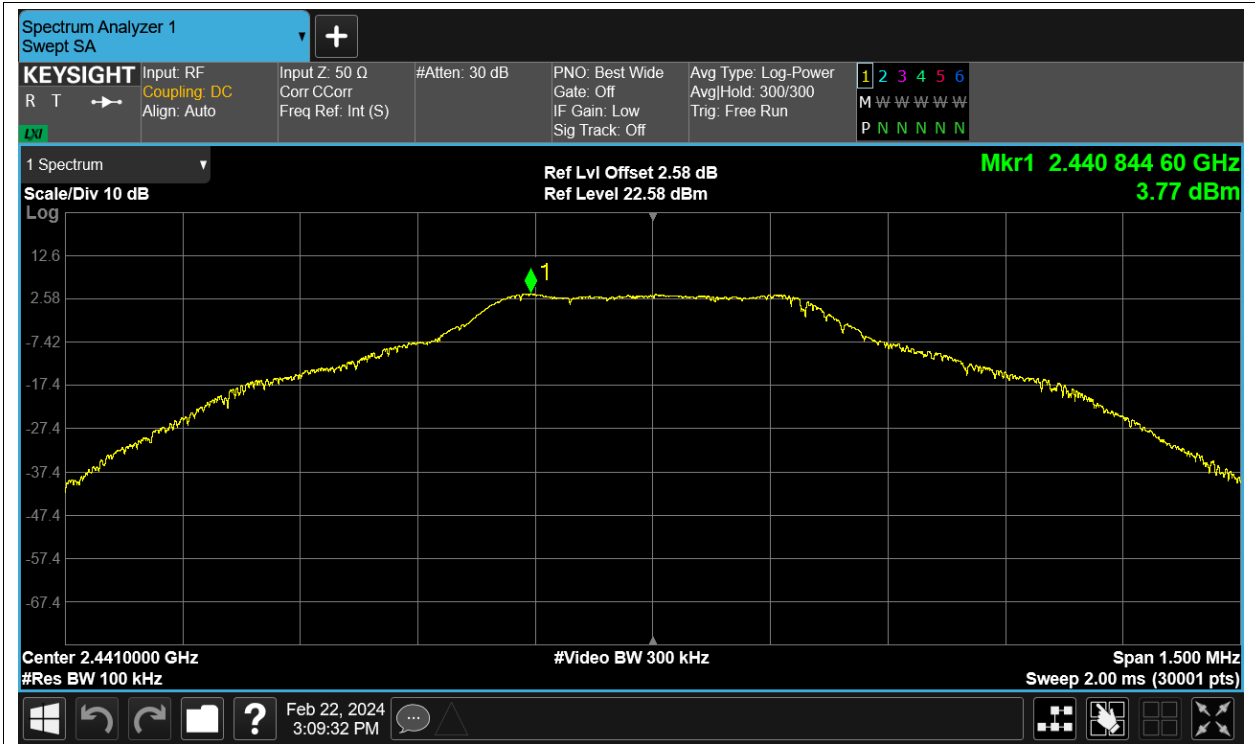 Spectrum Analyzer 1
Swept SA
+
KEYSIGHT
R T
LXI
Input: RF
Coupling: DC
Align: Auto
Input Z: 50 Ω
Corr CCorr
Freq Ref: Int (S)
#Atten: 30 dB
PNO: Best Wide
Gate: Off
IF Gain: Low
Sig Track: Off
Avg Type: Log-Power
Avg|Hold: 300/300
Trig: Free Run
1 2 3 4 5 6
M W W W W W
P N N N N N
1 Spectrum
Scale/Div 10 dB
Log
Ref Lvl Offset 2.58 dB
Ref Level 22.58 dBm
Mkr1 2.440 844 60 GHz
3.77 dBm
1
12.6
2.58
-7.42
-17.4
-27.4
-37.4
-47.4
-57.4
-67.4
Center 2.4410000 GHz
#Res BW 100 kHz
#Video BW 300 kHz
Span 1.500 MHz
Sweep 2.00 ms (30001 pts)
?
Feb 22, 2024
3:09:32 PM